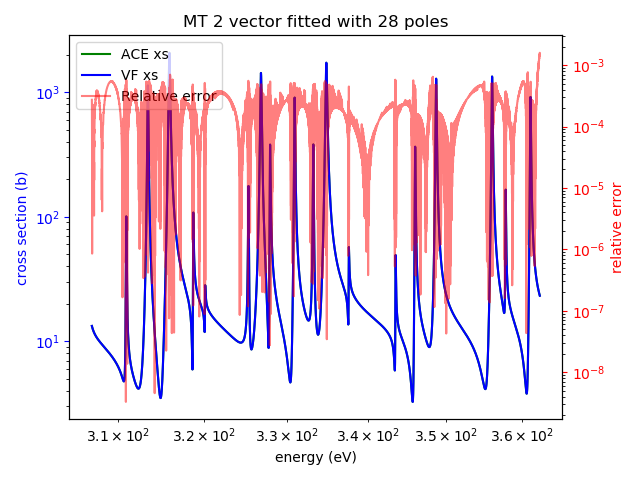 MT 2 vector fitted with 28 poles
ACE xs
VF xs
Relative error
cross section (b)
10³
10²
10¹
10⁻³
10⁻⁴
10⁻⁵
10⁻⁶
10⁻⁷
10⁻⁸
relative error
3.1 × 10² 3.2 × 10² 3.3 × 10² 3.4 × 10² 3.5 × 10² 3.6 × 10²
energy (eV)